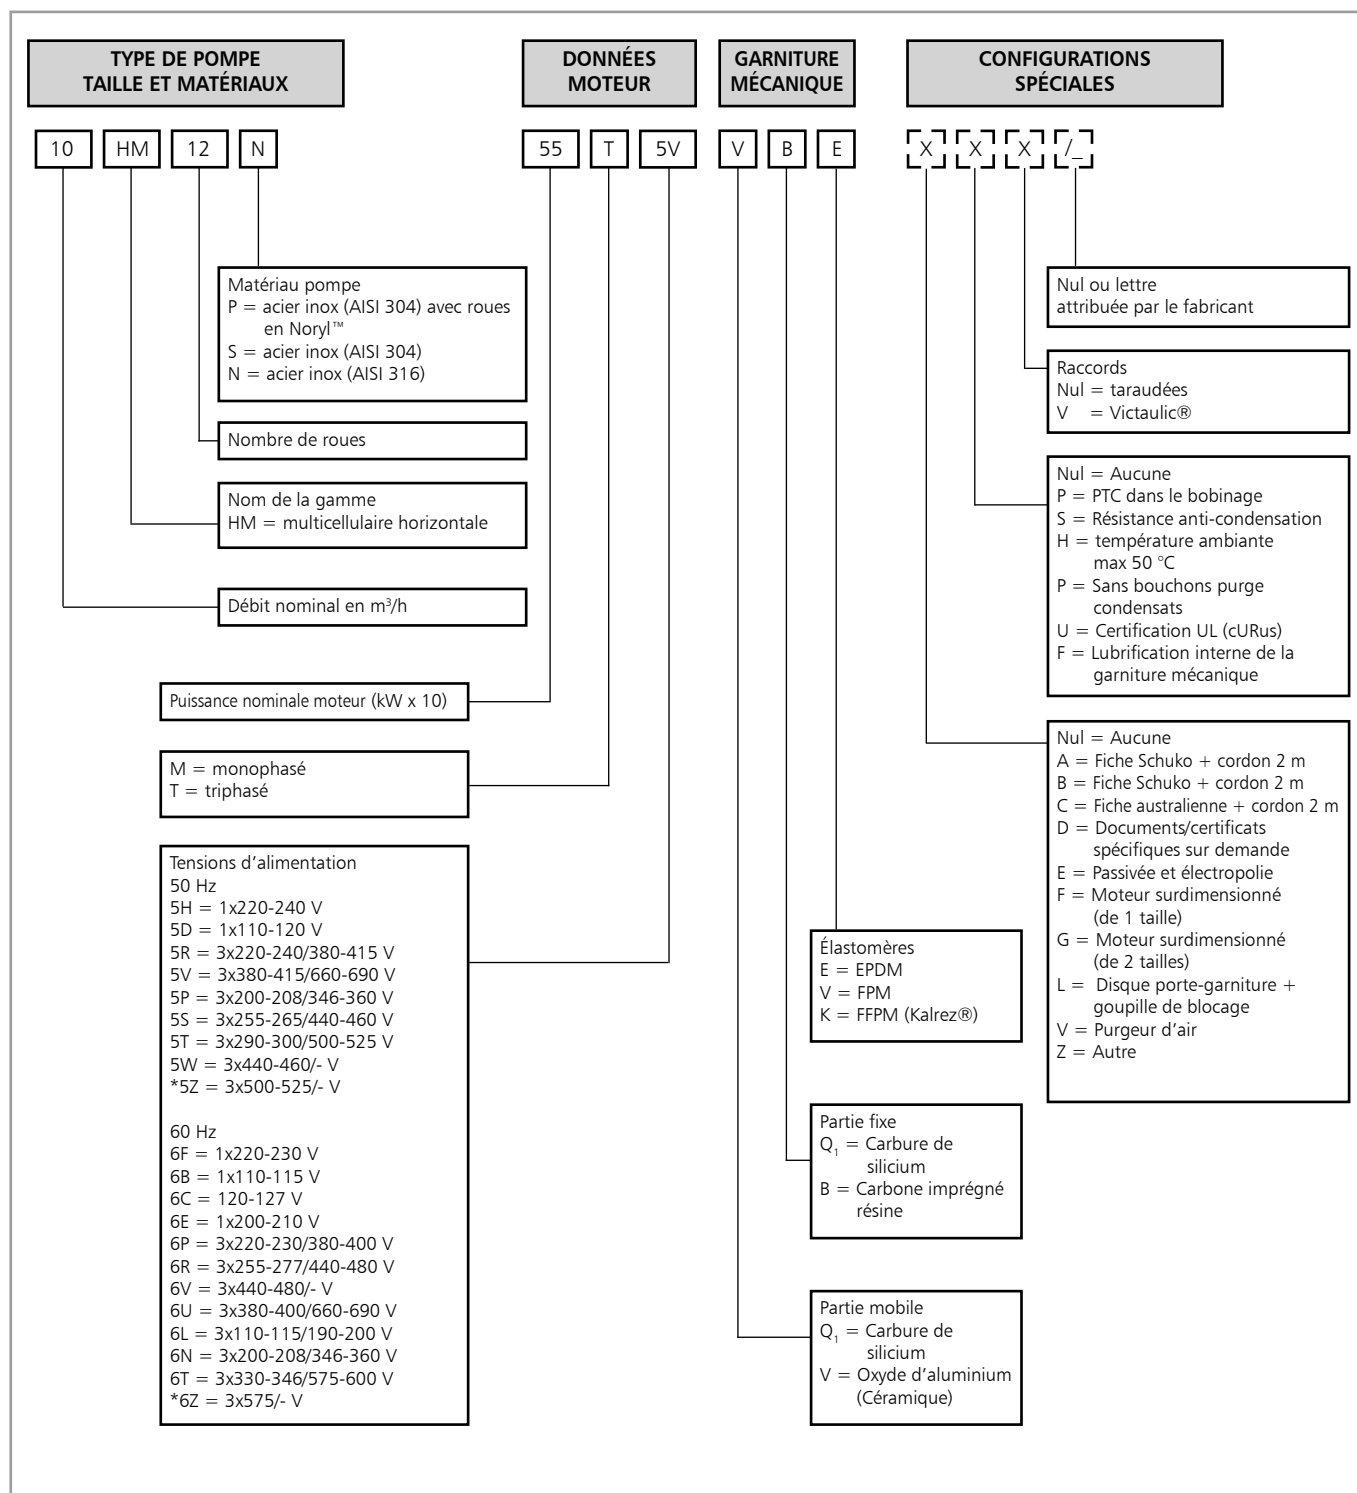 TYPE DE POMPE
TAILLE ET MATÉRIAUX
DONNÉES
MOTEUR
GARNITURE
MÉCANIQUE
CONFIGURATIONS
SPÉCIALES
10 HM 12 N 55 T 5V V B E X X X /_
Matériau pompe
P = acier inox (AISI 304) avec roues
en Noryl™
S = acier inox (AISI 304)
N = acier inox (AISI 316)
Nombre de roues
Nom de la gamme
HM = multicellulaire horizontale
Débit nominal en m³/h
Puissance nominale moteur (kW x 10)
M = monophasé
T = triphasé
Tensions d'alimentation
50 Hz
5H = 1x220-240 V
5D = 1x110-120 V
5R = 3x220-240/380-415 V
5V = 3x380-415/660-690 V
5P = 3x200-208/346-360 V
5S = 3x255-265/440-460 V
5T = 3x290-300/500-525 V
5W = 3x440-460/- V
*5Z = 3x500-525/- V
60 Hz
6F = 1x220-230 V
6B = 1x110-115 V
6C = 120-127 V
6E = 1x200-210 V
6P = 3x220-230/380-400 V
6R = 3x255-277/440-480 V
6V = 3x440-480/- V
6U = 3x380-400/660-690 V
6L = 3x110-115/190-200 V
6N = 3x200-208/346-360 V
6T = 3x330-346/575-600 V
*6Z = 3x575/- V
Élastomères
E = EPDM
V = FPM
K = FFPM (Kalrez®)
Partie fixe
Q₁ = Carbure de
silicium
B = Carbone imprégné
résine
Partie mobile
Q₁ = Carbure de
silicium
V = Oxyde d'aluminium
(Céramique)
Nul ou lettre
attribuée par le fabricant
Raccords
Nul = taraudées
V = Victaulic®
Nul = Aucune
P = PTC dans le bobinage
S = Résistance anti-condensation
H = température ambiante
max 50 °C
P = Sans bouchons purge
condensats
U = Certification UL (cURus)
F = Lubrification interne de la
garniture mécanique
Nul = Aucune
A = Fiche Schuko + cordon 2 m
B = Fiche Schuko + cordon 2 m
C = Fiche australienne + cordon 2 m
D = Documents/certificats
spécifiques sur demande
E = Passivée et électropolie
F = Moteur surdimensionné
(de 1 taille)
G = Moteur surdimensionné
(de 2 tailles)
L = Disque porte-garniture +
goupille de blocage
V = Purgeur d'air
Z = Autre